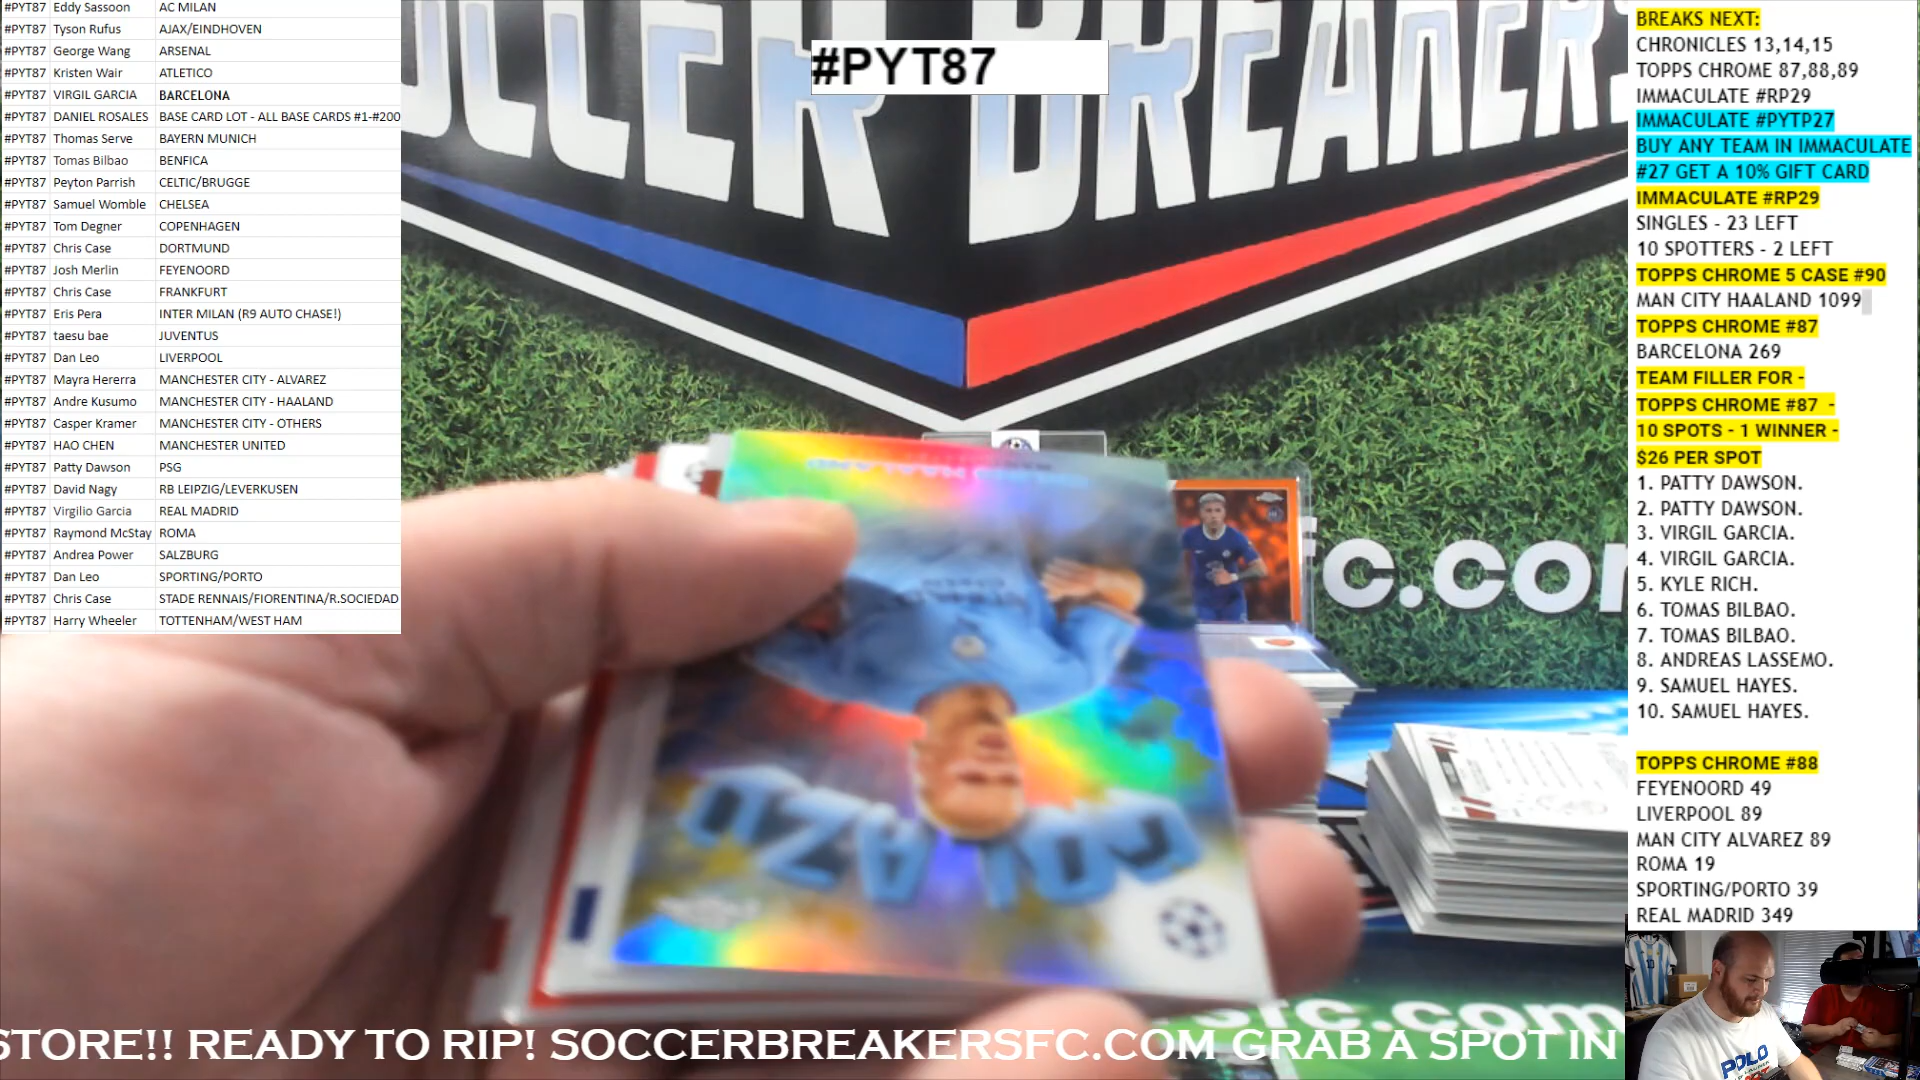 #PYT87 Eddy Sassoon AC MILAN
#PYT87 Tyson Rufus AJAX/EINDHOVEN
#PYT87 George Wang ARSENAL
#PYT87 Kristen Wair ATLETICO
#PYT87 VIRGIL GARCIA BARCELONA
#PYT87 DANIEL ROSALES BASE CARD LOT - ALL BASE CARDS #1-#200
#PYT87 Thomas Serve BAYERN MUNICH
#PYT87 Tomas Bilbao BENFICA
#PYT87 Peyton Parrish CELTIC/BRUGGE
#PYT87 Samuel Womble CHELSEA
#PYT87 Tom Degner COPENHAGEN
#PYT87 Chris Case DORTMUND
#PYT87 Josh Merlin FEYENOORD
#PYT87 Chris Case FRANKFURT
#PYT87 Eris Pera INTER MILAN (R9 AUTO CHASE!)
#PYT87 taesu bae JUVENTUS
#PYT87 Dan Leo LIVERPOOL
#PYT87 Mayra Hererra MANCHESTER CITY - ALVAREZ
#PYT87 Andre Kusumo MANCHESTER CITY - HAALAND
#PYT87 Casper Kramer MANCHESTER CITY - OTHERS
#PYT87 HAO CHEN MANCHESTER UNITED
#PYT87 Patty Dawson PSG
#PYT87 David Nagy RB LEIPZIG/LEVERKUSEN
#PYT87 Virgilio Garcia REAL MADRID
#PYT87 Raymond McStay ROMA
#PYT87 Andrea Power SALZBURG
#PYT87 Dan Leo SPORTING/PORTO
#PYT87 Chris Case STADE RENNAIS/FIORENTINA/R.SOCIEDAD
#PYT87 Harry Wheeler TOTTENHAM/WEST HAM
#PYT87
OCCER BREAKERS
fc.com
GOLAZO
sfc.com
BREAKS NEXT:
CHRONICLES 13,14,15
TOPPS CHROME 87,88,89
IMMACULATE #RP29
IMMACULATE #PYTP27
BUY ANY TEAM IN IMMACULATE
#27 GET A 10% GIFT CARD
IMMACULATE #RP29
SINGLES - 23 LEFT
10 SPOTTERS - 2 LEFT
TOPPS CHROME 5 CASE #90
MAN CITY HAALAND 1099
TOPPS CHROME #87
BARCELONA 269
TEAM FILLER FOR -
TOPPS CHROME #87 -
10 SPOTS - 1 WINNER -
$26 PER SPOT
1. PATTY DAWSON.
2. PATTY DAWSON.
3. VIRGIL GARCIA.
4. VIRGIL GARCIA.
5. KYLE RICH.
6. TOMAS BILBAO.
7. TOMAS BILBAO.
8. ANDREAS LASSEMO.
9. SAMUEL HAYES.
10. SAMUEL HAYES.
TOPPS CHROME #88
FEYENOORD 49
LIVERPOOL 89
MAN CITY ALVAREZ 89
ROMA 19
SPORTING/PORTO 39
REAL MADRID 349
POLO
STORE!! READY TO RIP! SOCCERBREAKERSFC.COM GRAB A SPOT IN